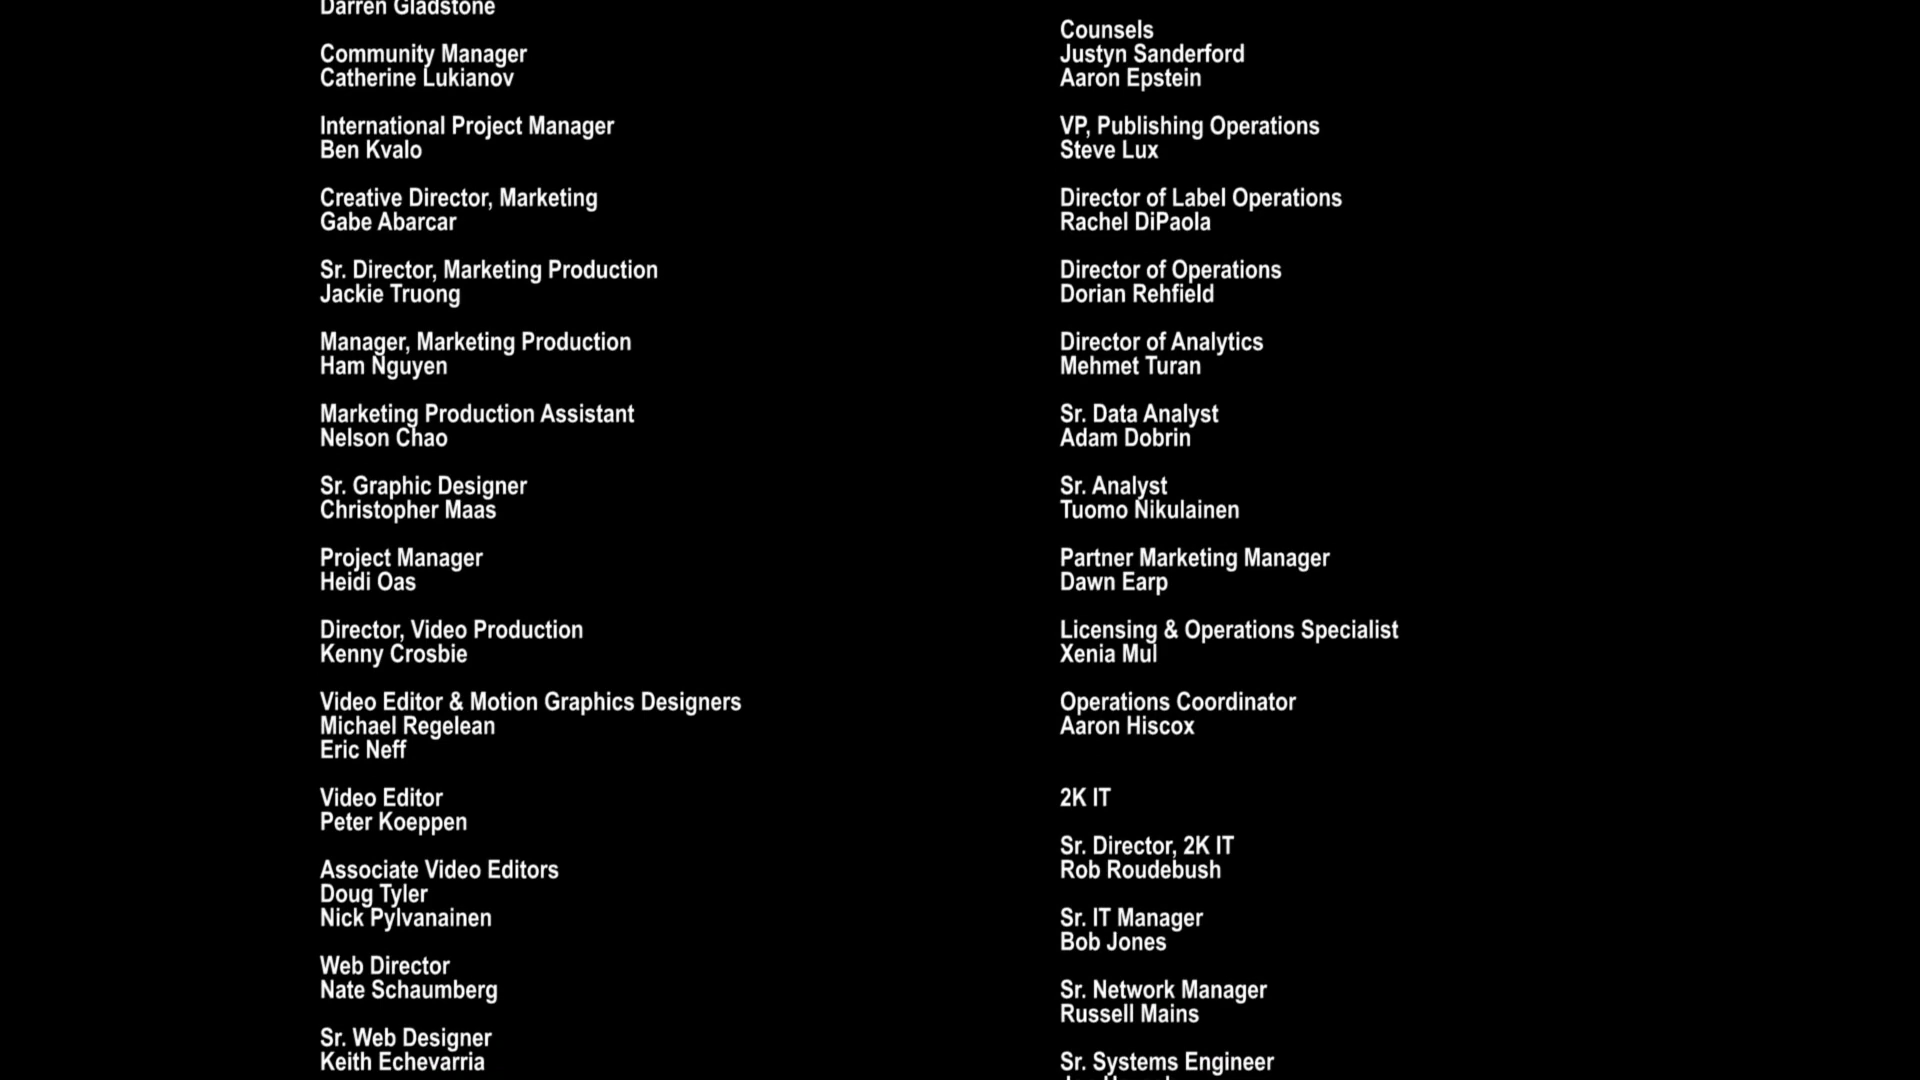 Darren Gladstone
Community Manager
Catherine Lukianov
International Project Manager
Ben Kvalo
Creative Director, Marketing
Gabe Abarcar
Sr. Director, Marketing Production
Jackie Truong
Manager, Marketing Production
Ham Nguyen
Marketing Production Assistant
Nelson Chao
Sr. Graphic Designer
Christopher Maas
Project Manager
Heidi Oas
Director, Video Production
Kenny Crosbie
Video Editor & Motion Graphics Designers
Michael Regelean
Eric Neff
Video Editor
Peter Koeppen
Associate Video Editors
Doug Tyler
Nick Pylvanainen
Web Director
Nate Schaumberg
Sr. Web Designer
Keith Echevarria
Counsels
Justyn Sanderford
Aaron Epstein
VP, Publishing Operations
Steve Lux
Director of Label Operations
Rachel DiPaola
Director of Operations
Dorian Rehfield
Director of Analytics
Mehmet Turan
Sr. Data Analyst
Adam Dobrin
Sr. Analyst
Tuomo Nikulainen
Partner Marketing Manager
Dawn Earp
Licensing & Operations Specialist
Xenia Mul
Operations Coordinator
Aaron Hiscox
2K IT
Sr. Director, 2K IT
Rob Roudebush
Sr. IT Manager
Bob Jones
Sr. Network Manager
Russell Mains
Sr. Systems Engineer